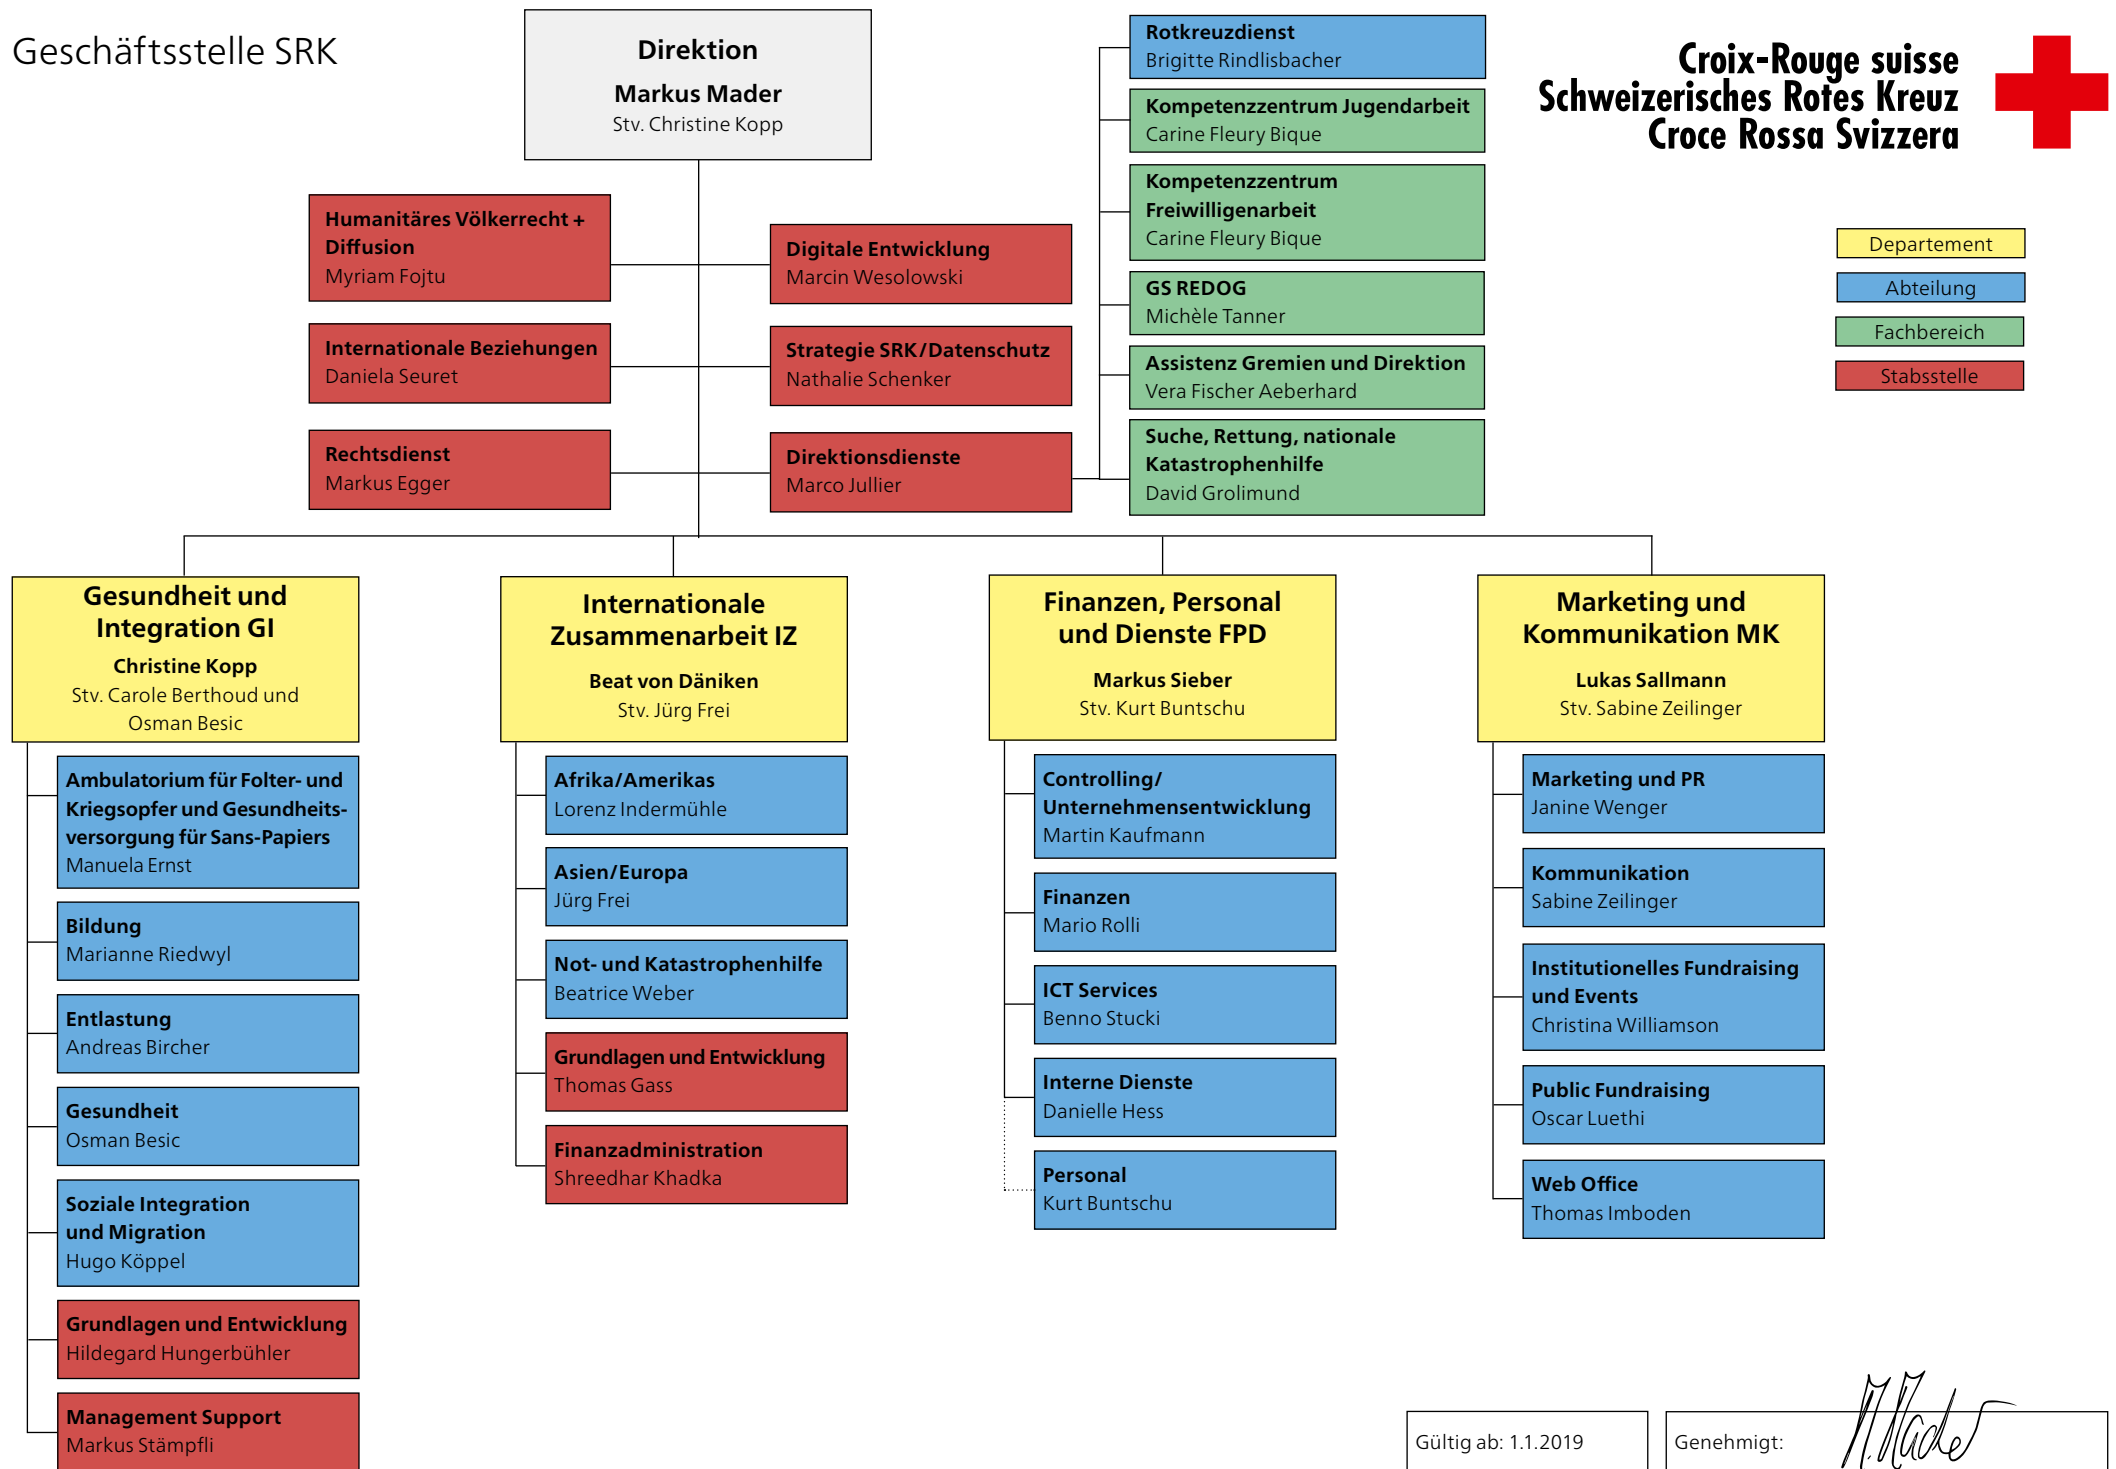 Geschäftsstelle SRK
Direktion
Markus Mader
Stv. Christine Kopp
Rotkreuzdienst
Brigitte Rindlisbacher
Kompetenzzentrum Jugendarbeit
Carine Fleury Bique
Kompetenzzentrum
Freiwilligenarbeit
Carine Fleury Bique
GS REDOG
Michèle Tanner
Assistenz Gremien und Direktion
Vera Fischer Aeberhard
Suche, Rettung, nationale
Katastrophenhilfe
David Grolimund
Croix-Rouge suisse
Schweizerisches Rotes Kreuz
Croce Rossa Svizzera
Departement
Abteilung
Fachbereich
Stabsstelle
Humanitäres Völkerrecht +
Diffusion
Myriam Fojtu
Digitale Entwicklung
Marcin Wesolowski
Internationale Beziehungen
Daniela Seuret
Strategie SRK/Datenschutz
Nathalie Schenker
Rechtsdienst
Markus Egger
Direktionsdienste
Marco Jullier
Gesundheit und
Integration GI
Christine Kopp
Stv. Carole Berthoud und
Osman Besic
Ambulatorium für Folter- und
Kriegsopfer und Gesundheits-
versorgung für Sans-Papiers
Manuela Ernst
Bildung
Marianne Riedwyl
Entlastung
Andreas Bircher
Gesundheit
Osman Besic
Soziale Integration
und Migration
Hugo Köppel
Grundlagen und Entwicklung
Hildegard Hungerbühler
Management Support
Markus Stämpfli
Internationale
Zusammenarbeit IZ
Beat von Däniken
Stv. Jürg Frei
Afrika/Amerikas
Lorenz Indermühle
Asien/Europa
Jürg Frei
Not- und Katastrophenhilfe
Beatrice Weber
Grundlagen und Entwicklung
Thomas Gass
Finanzadministration
Shreedhar Khadka
Finanzen, Personal
und Dienste FPD
Markus Sieber
Stv. Kurt Buntschu
Controlling/
Unternehmensentwicklung
Martin Kaufmann
Finanzen
Mario Rolli
ICT Services
Benno Stucki
Interne Dienste
Danielle Hess
Personal
Kurt Buntschu
Marketing und
Kommunikation MK
Lukas Sallmann
Stv. Sabine Zeilinger
Marketing und PR
Janine Wenger
Kommunikation
Sabine Zeilinger
Institutionelles Fundraising
und Events
Christina Williamson
Public Fundraising
Oscar Luethi
Web Office
Thomas Imboden
Gültig ab: 1.1.2019
Genehmigt: M. Mader